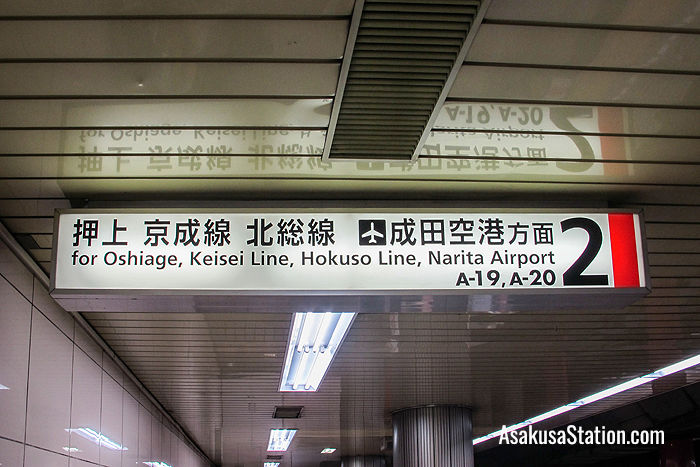 押上 京成線 北総線 成田空港方面 2
for Oshiage, Keisei Line, Hokuso Line, Narita Airport
A-19, A-20
AsakusaStation.com